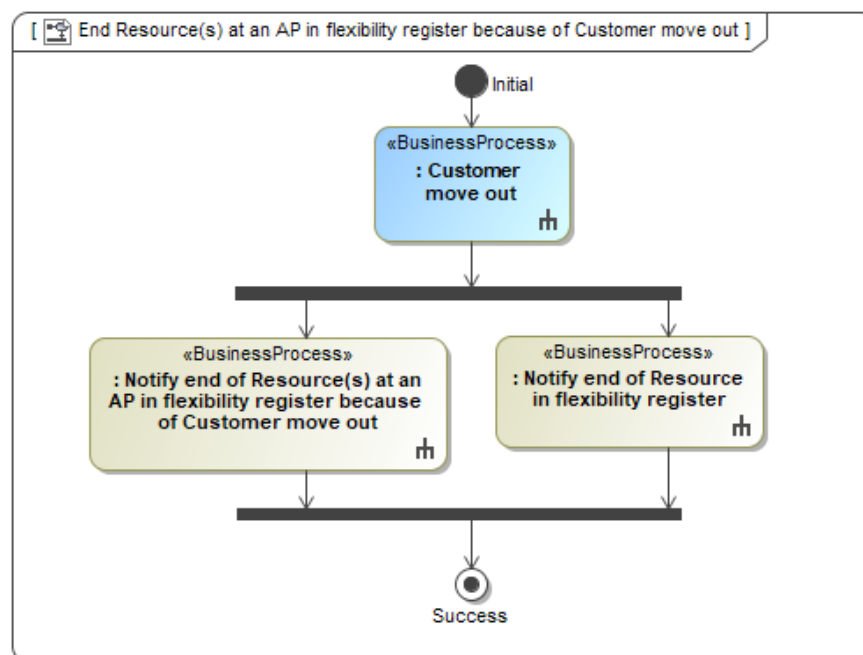 [ End Resource(s) at an AP in flexibility register because of Customer move out ]
Initial
«BusinessProcess»
: Customer
move out
«BusinessProcess»
: Notify end of Resource(s) at an
AP in flexibility register because
of Customer move out
«BusinessProcess»
: Notify end of Resource
in flexibility register
Success